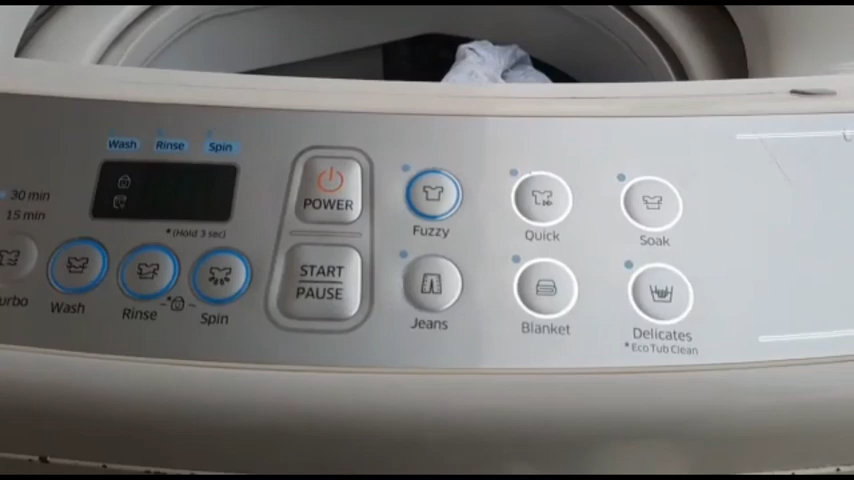 Wash Rinse Spin
30 min
15 min
*(Hold 3 sec)
POWER
START
PAUSE
Wash
Rinse
Spin
Fuzzy
Quick
Soak
Jeans
Blanket
Delicates
*Eco Tub Clean